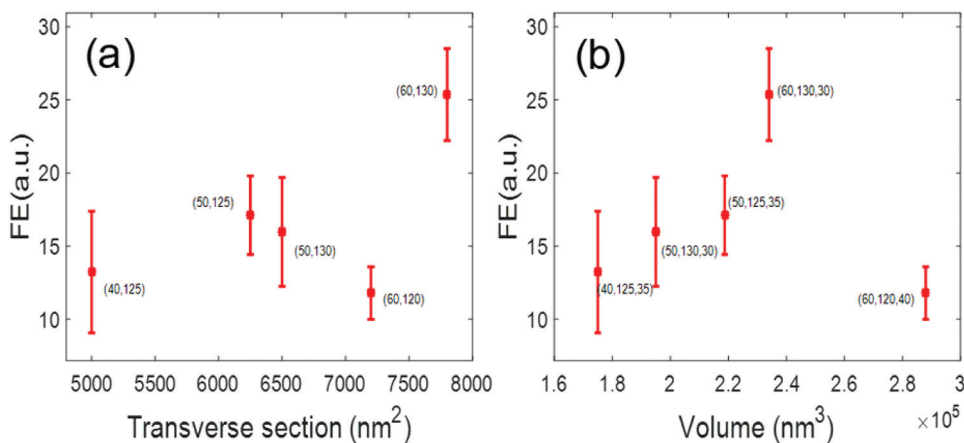 (a)
FE(a.u.)
30
25
20
15
10
(60,130)
(50,125)
(50,130)
(40,125)
(60,120)
5000 5500 6000 6500 7000 7500 8000
Transverse section (nm²)
(b)
FE(a.u.)
30
25
20
15
10
(60,130,30)
(50,125,35)
(50,130,30)
(40,125,35)
(60,120,40)
1.6 1.8 2 2.2 2.4 2.6 2.8 3
Volume (nm³)
×10⁵